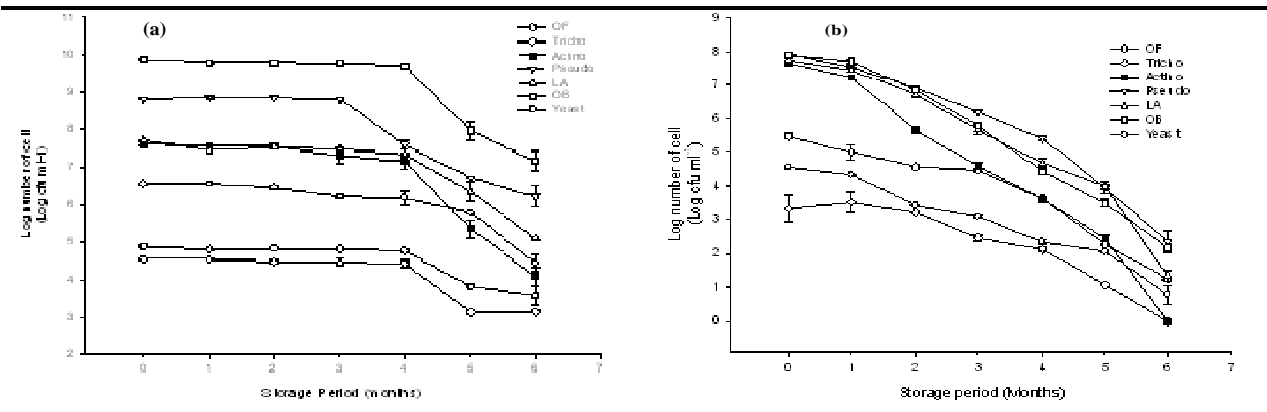 (a)
OF
Tricho
Actino
Pseudo
LA
OB
Yeast
11
10
9
8
7
6
5
4
3
2
Log number of cell
(Log cfu ml-1)
0 1 2 3 4 5 6 7
Storage Period (months)
(b)
OF
Tricho
Actino
Pseudo
LA
OB
Yeast
9
8
7
6
5
4
3
2
1
0
Log number of cell
(Log cfu ml-1)
0 1 2 3 4 5 6 7
Storage period (Months)